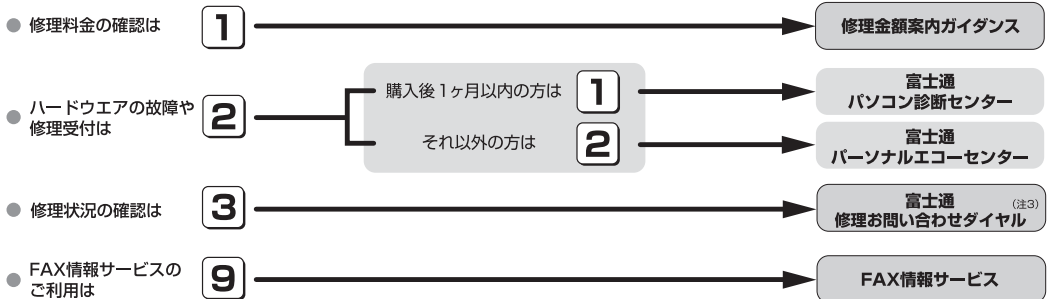 修理料金の確認は 1 修理金額案内ガイダンス
ハードウエアの故障や
修理受付は
2
購入後1ヶ月以内の方は 1
富士通
パソコン診断センター
それ以外の方は 2
富士通
パーソナルエコーセンター
修理状況の確認は 3
富士通 (注3)
修理お問い合わせダイヤル
FAX情報サービスの
ご利用は
9
FAX情報サービス